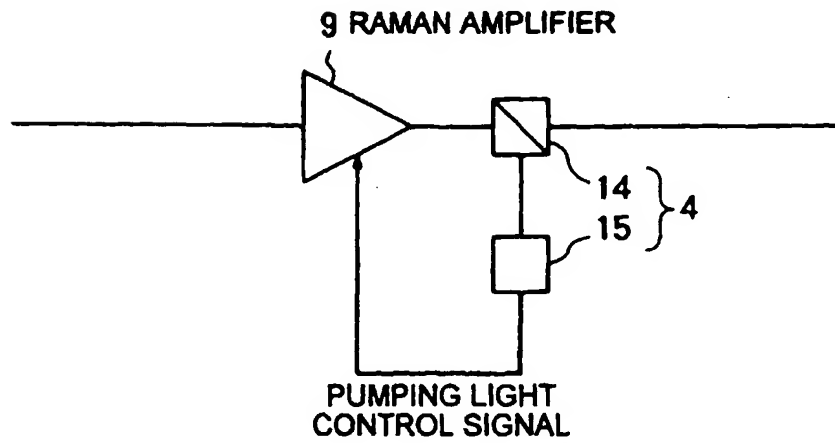 9 RAMAN AMPLIFIER
14
15
4
PUMPING LIGHT
CONTROL SIGNAL